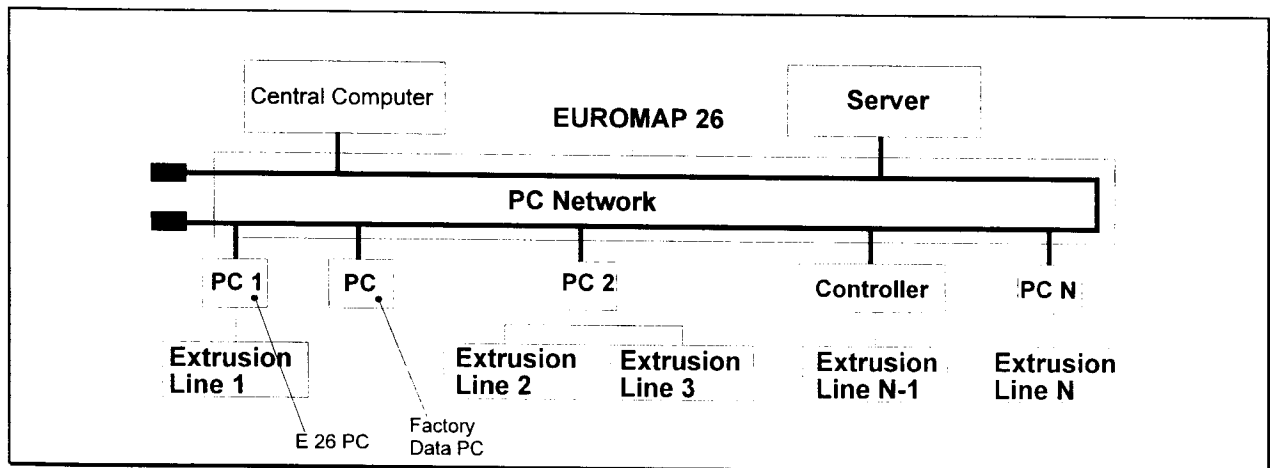 Central Computer
Server
EUROMAP 26
PC Network
PC 1
PC
PC 2
Controller
PC N
Extrusion
Line 1
Extrusion
Line 2
Extrusion
Line 3
Extrusion
Line N-1
Extrusion
Line N
E 26 PC
Factory
Data PC